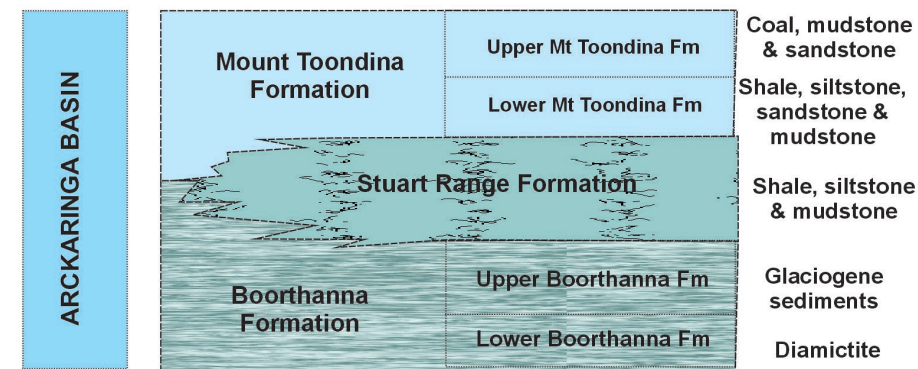 ARCKARINGA BASIN
Mount Toondina
Formation
Upper Mt Toondina Fm
Lower Mt Toondina Fm
Coal, mudstone
& sandstone
Shale, siltstone,
sandstone &
mudstone
Stuart Range Formation
Shale, siltstone
& mudstone
Boorthanna
Formation
Upper Boorthanna Fm
Lower Boorthanna Fm
Glaciogene
sediments
Diamictite